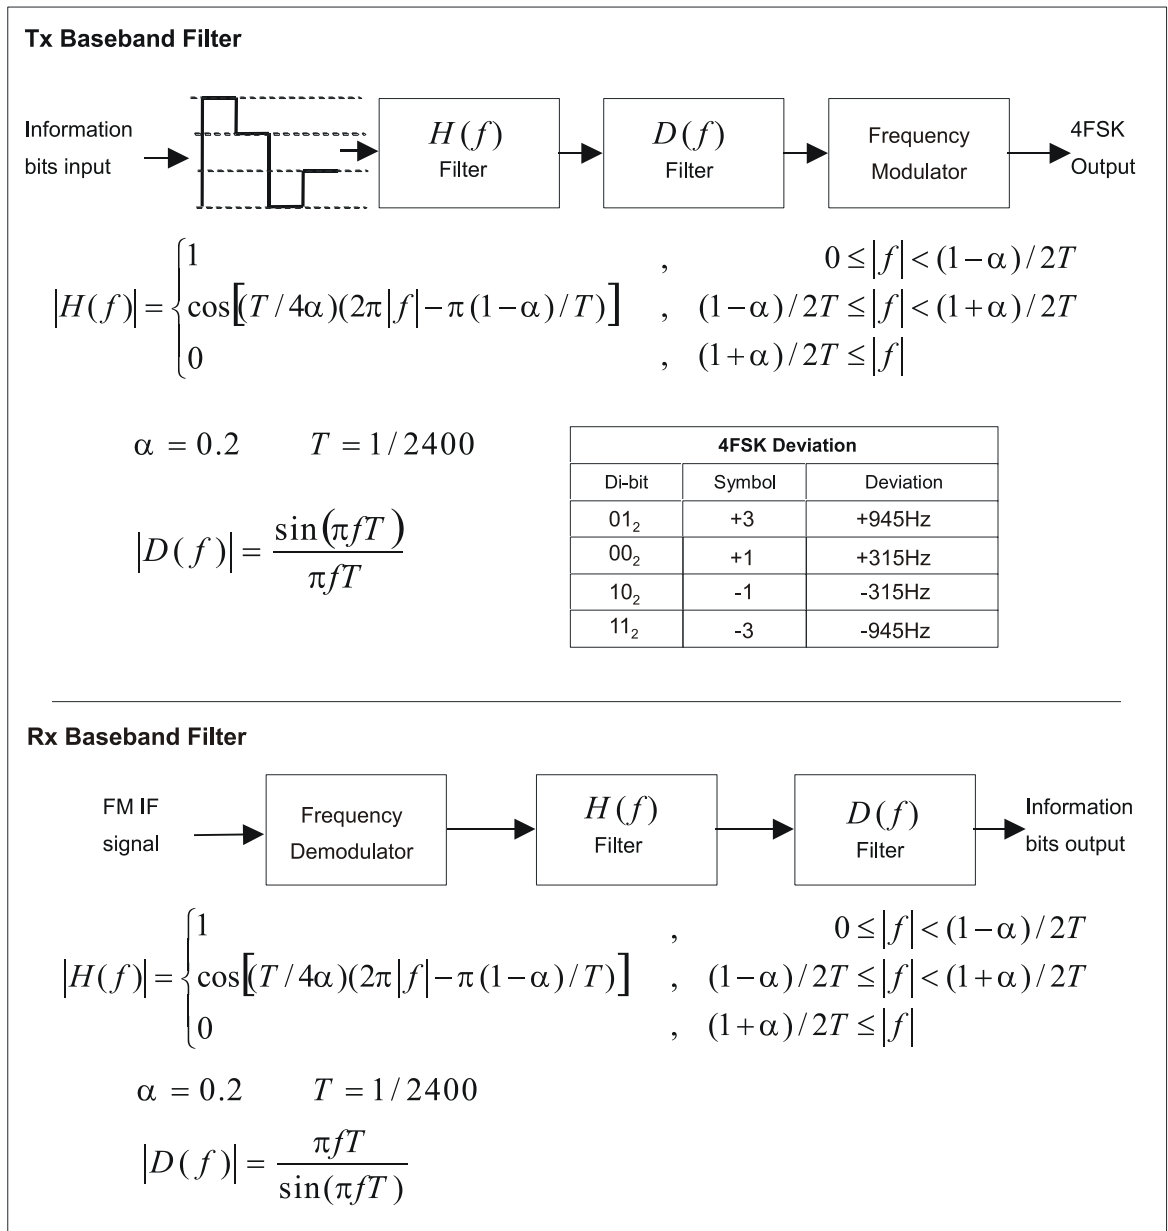 Tx Baseband Filter
Information
bits input
H(f)
Filter
D(f)
Filter
Frequency
Modulator
4FSK
Output
|H(f)| = { 1 , 0 ≤ |f| < (1−α)/2T
cos[(T/4α)(2π|f| − π(1−α)/T)] , (1−α)/2T ≤ |f| < (1+α)/2T
0 , (1+α)/2T ≤ |f|
α = 0.2 T = 1/2400
|D(f)| = sin(πfT) / πfT
4FSK Deviation
Di-bit Symbol Deviation
01₂ +3 +945Hz
00₂ +1 +315Hz
10₂ -1 -315Hz
11₂ -3 -945Hz
Rx Baseband Filter
FM IF
signal
Frequency
Demodulator
H(f)
Filter
D(f)
Filter
Information
bits output
|H(f)| = { 1 , 0 ≤ |f| < (1−α)/2T
cos[(T/4α)(2π|f| − π(1−α)/T)] , (1−α)/2T ≤ |f| < (1+α)/2T
0 , (1+α)/2T ≤ |f|
α = 0.2 T = 1/2400
|D(f)| = πfT / sin(πfT)